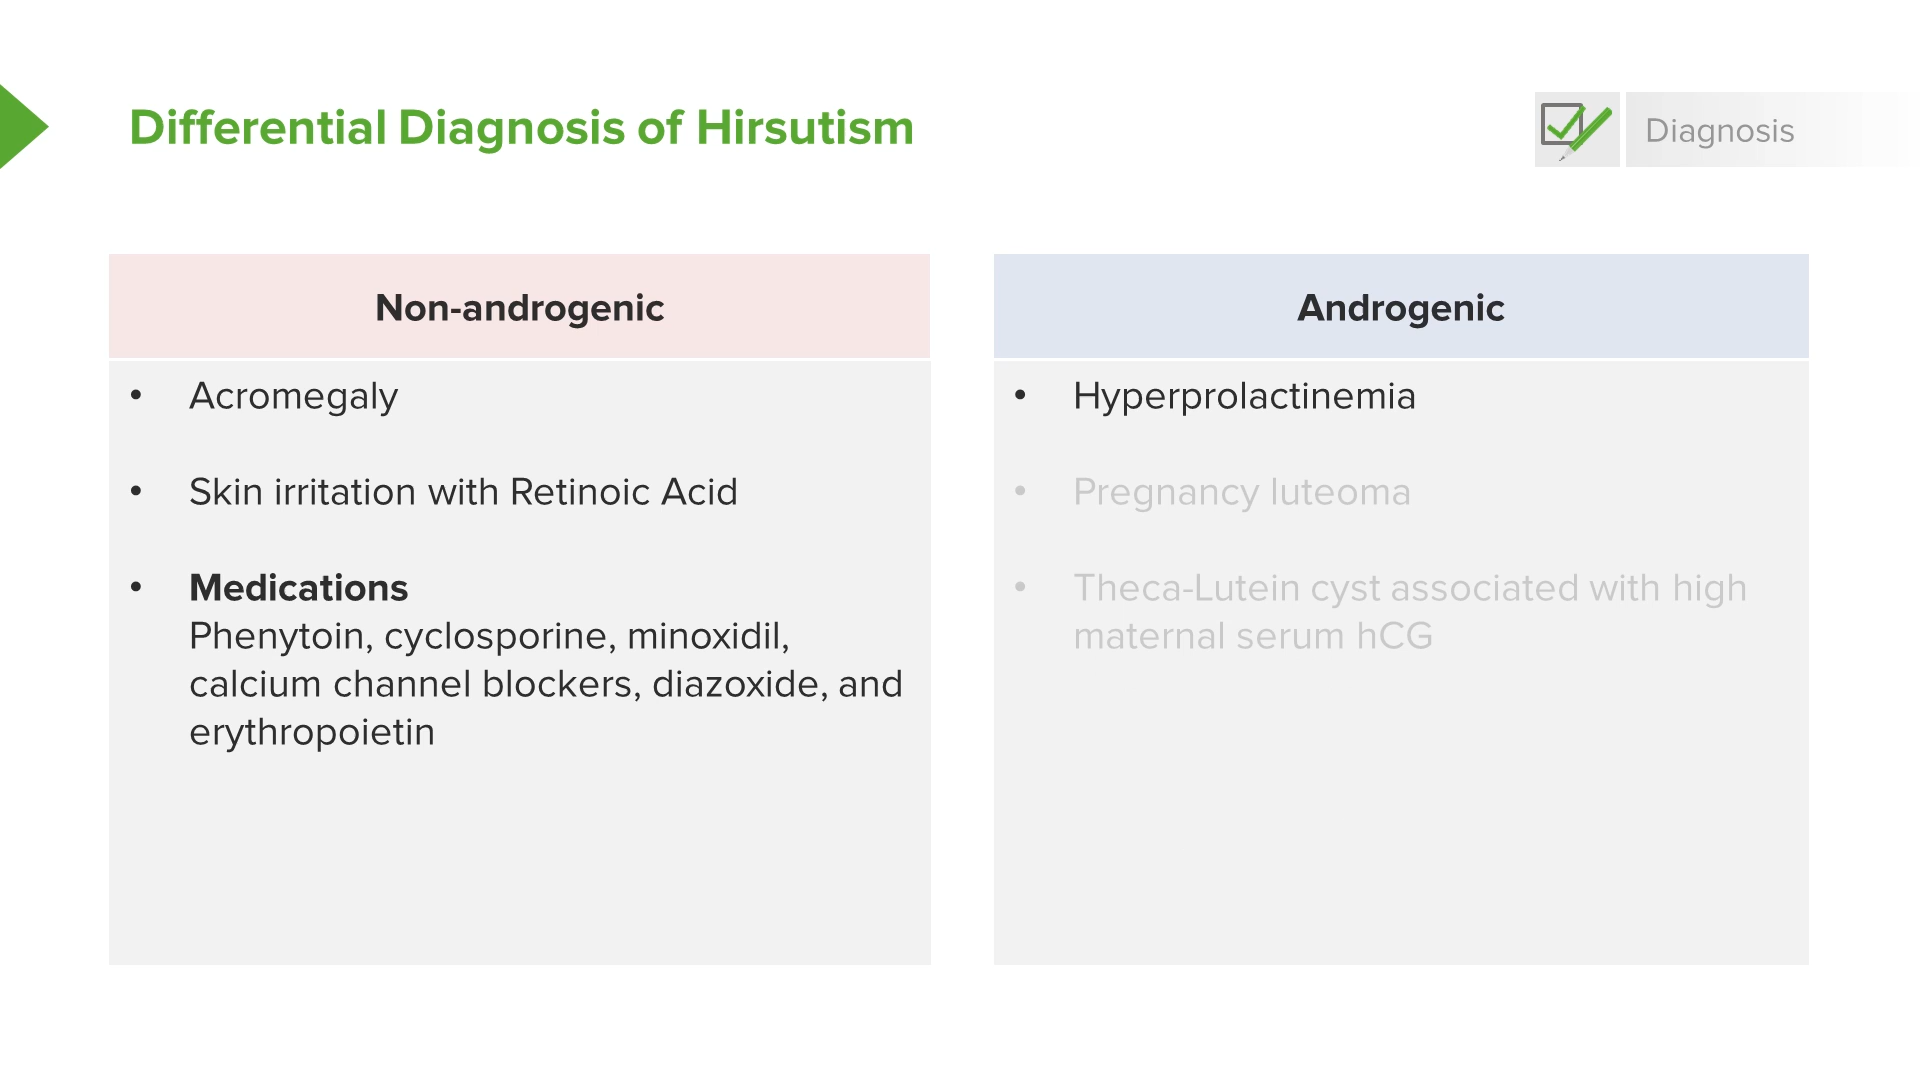 Differential Diagnosis of Hirsutism
Diagnosis
Non-androgenic
• Acromegaly
• Skin irritation with Retinoic Acid
• Medications
Phenytoin, cyclosporine, minoxidil,
calcium channel blockers, diazoxide, and
erythropoietin
Androgenic
• Hyperprolactinemia
• Pregnancy luteoma
• Theca-Lutein cyst associated with high
maternal serum hCG